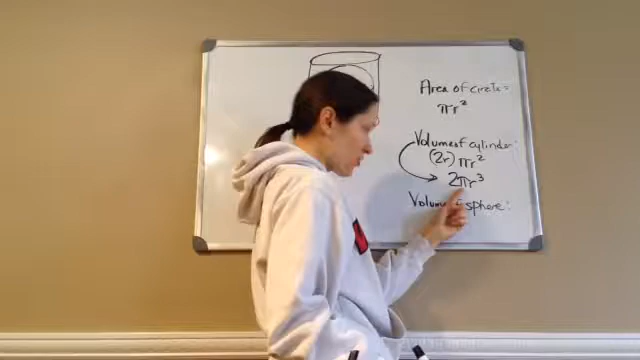 Area of circle=
πr²
Volume of cylinder:
(2r) πr²
2πr³
Volume of sphere: